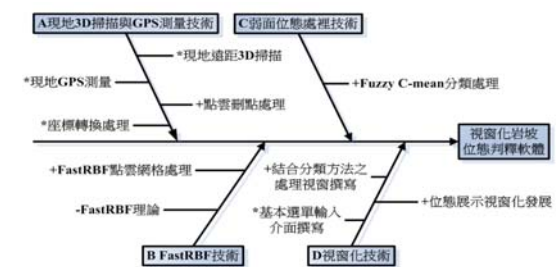 A現地3D掃描與GPS測量技術
C弱面位態處裡技術
*現地遠距3D掃描
*現地GPS測量
+點雲刪點處理
*座標轉換處理
+Fuzzy C-mean分類處理
視窗化岩坡
位態判釋軟體
+FastRBF點雲網格處理
-FastRBF理論
+結合分類方法之
處理視窗撰寫
*基本選單輸入
介面撰寫
+位態展示視窗化發展
B FastRBF技術
D視窗化技術